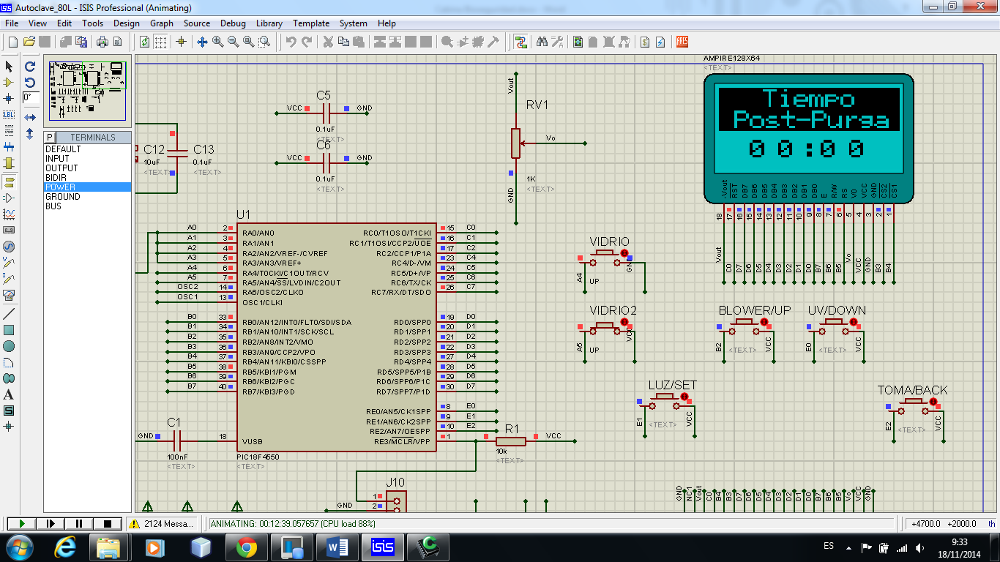 Autoclave_80L - ISIS Professional (Animating)
File View Edit Tools Design Graph Source Debug Library Template System Help
ARES
LBL
0°
P TERMINALS
DEFAULT
INPUT
OUTPUT
BIDIR
POWER
GROUND
BUS
AMPIRE128X64
<TEXT>
Tiempo
Post-Purga
00:00
-Vout RST DB7 DB6 DB5 DB4 DB3 DB2 DB1 DB0 E R/W RS V0 VCC GND CS2 CS1
18 17 16 15 14 13 12 11 10 9 8 7 6 5 4 3 2 1
Vout C0 D7 D6 D5 D4 D3 D2 D1 D0 B7 B6 B5 Vo VCC GND B3 B4
C5
VCC GND
0.1uF
<TEXT>
C6
VCC GND
0.1uF
<TEXT>
C12
10uF
<TEXT>
C13
0.1uF
<TEXT>
Vout
RV1
Vo
1K
<TEXT>
GND
U1
A0 2 RA0/AN0 RC0/T1OSO/T1CKI 15 C0
A1 3 RA1/AN1 RC1/T1OSI/CCP2/UOE 16 C1
A2 4 RA2/AN2/VREF-/CVREF RC2/CCP1/P1A 17 C2
A3 5 RA3/AN3/VREF+ RC4/D-/VM 23 C4
A4 6 RA4/T0CKI/C1OUT/RCV RC5/D+/VP 24 C5
A5 7 RA5/AN4/SS/LVDIN/C2OUT RC6/TX/CK 25 C6
OSC2 14 RA6/OSC2/CLKO RC7/RX/DT/SDO 26 C7
OSC1 13 OSC1/CLKI
B0 33 RB0/AN12/INT0/FLT0/SDI/SDA RD0/SPP0 19 D0
B1 34 RB1/AN10/INT1/SCK/SCL RD1/SPP1 20 D1
B2 35 RB2/AN8/INT2/VMO RD2/SPP2 21 D2
B3 36 RB3/AN9/CCP2/VPO RD3/SPP3 22 D3
B4 37 RB4/AN11/KBI0/CSSPP RD4/SPP4 27 D4
B5 38 RB5/KBI1/PGM RD5/SPP5/P1B 28 D5
B6 39 RB6/KBI2/PGC RD6/SPP6/P1C 29 D6
B7 40 RB7/KBI3/PGD RD7/SPP7/P1D 30 D7
RE0/AN5/CK1SPP 8 E0
RE1/AN6/CK2SPP 9 E1
RE2/AN7/OESPP 10 E2
18 VUSB RE3/MCLR/VPP 1
PIC18F4550
<TEXT>
C1
GND
100nF
<TEXT>
R1
VCC
10k
<TEXT>
J10
1
GND 2
VIDRIO
A4 UP GND
VIDRIO2
A5 UP VCC
BLOWER/UP
B2 <TEXT> VCC
UV/DOWN
E0 <TEXT> VCC
LUZ/SET
E1 <TEXT> VCC
TOMA/BACK
E2 <TEXT> VCC
GND NC1 Vout C0 B4 B3 D7 D6 D5 D4 D3 D2 D1 D0 B7 B6 B5 Vo VCC GND
2124 Messa...
ANIMATING: 00:12:39.057657 (CPU load 88%)
+4700.0 +2000.0 th
isis
ES
9:33
18/11/2014